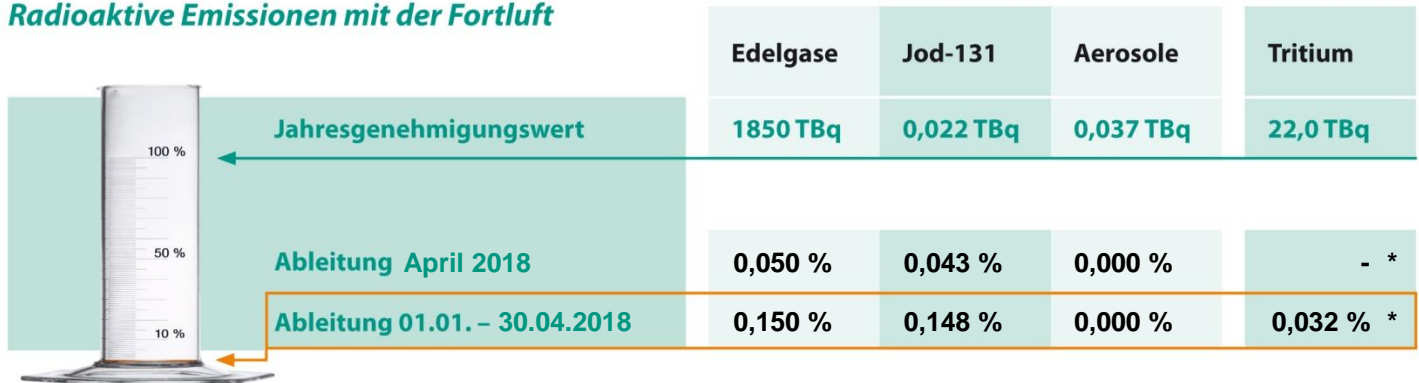 Radioaktive Emissionen mit der Fortluft
Edelgase Jod-131 Aerosole Tritium
Jahresgenehmigungswert 1850 TBq 0,022 TBq 0,037 TBq 22,0 TBq
100 %
50 %
Ableitung April 2018 0,050 % 0,043 % 0,000 % - *
Ableitung 01.01. – 30.04.2018 0,150 % 0,148 % 0,000 % 0,032 % *
10 %